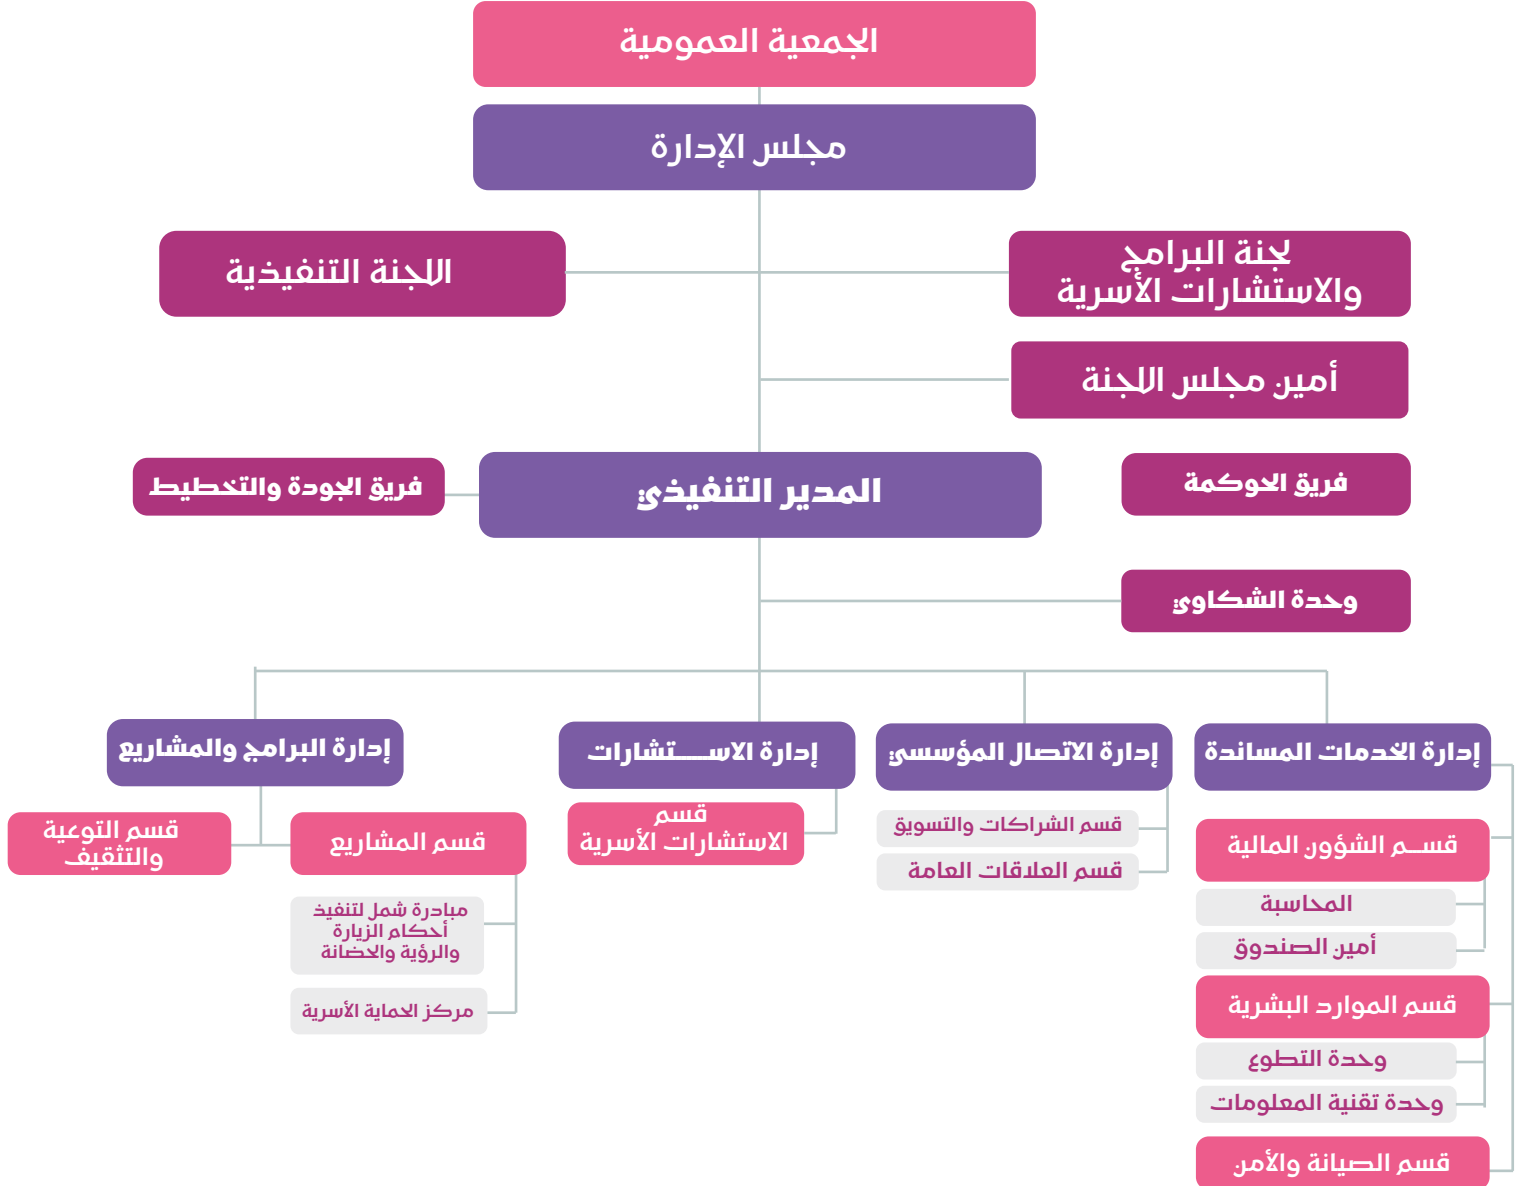 الجمعية العمومية
مجلس الإدارة
لجنة البرامج
والاستشارات الأسرية
اللجنة التنفيذية
أمين مجلس اللجنة
فريق الحوكمة
المدير التنفيذي
فريق الجودة والتخطيط
وحدة الشكاوي
إدارة الخدمات المساندة
إدارة الاتصال المؤسسي
إدارة الاســـتشارات
إدارة البرامج والمشاريع
قســم الشؤون المالية
المحاسبة
أمين الصندوق
قسم الموارد البشرية
وحدة التطوع
وحدة تقنية المعلومات
قسم الصيانة والأمن
قسم الشراكات والتسويق
قسم العلاقات العامة
قسم
الاستشارات الأسرية
قسم المشاريع
مبادرة شمل لتنفيذ
أحكام الزيارة
والرؤية والحضانة
مركز الحماية الأسرية
قسم التوعية
والتثقيف